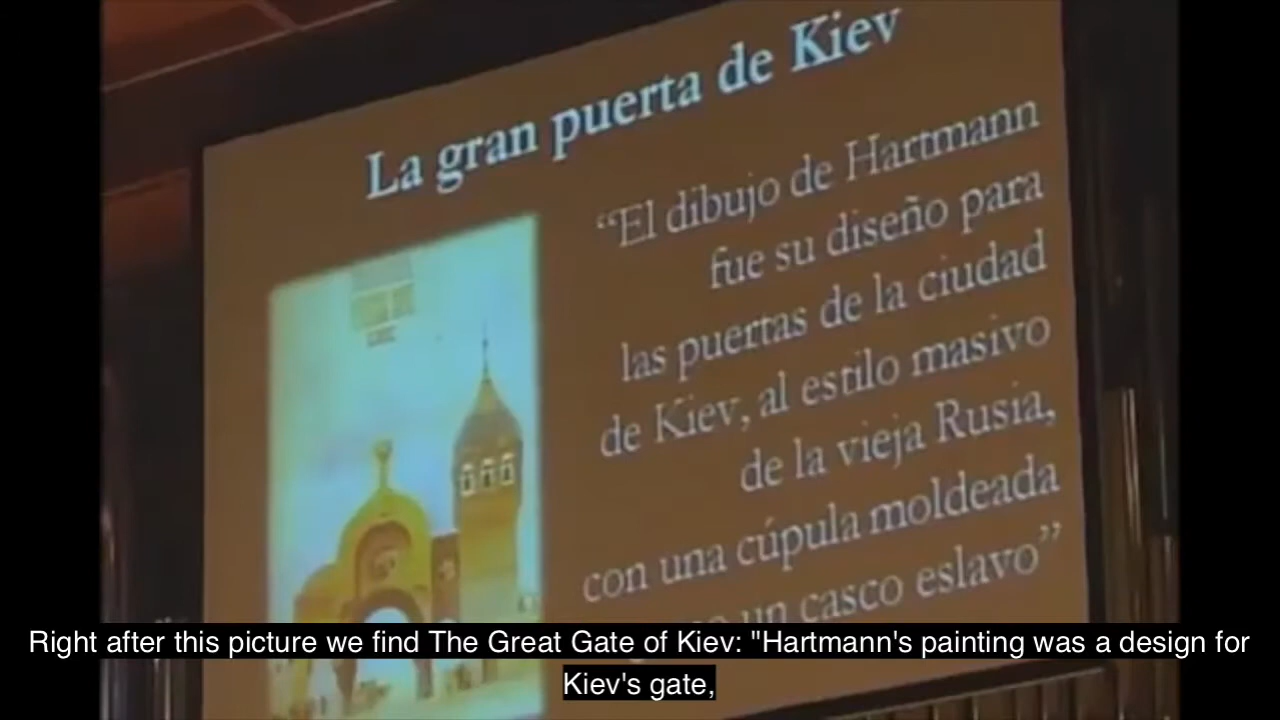 La gran puerta de Kiev
“El dibujo de Hartmann
fue su diseño para
las puertas de la ciudad
de Kiev, al estilo masivo
de la vieja Rusia,
con una cúpula moldeada
un casco eslavo”
Right after this picture we find The Great Gate of Kiev: "Hartmann's painting was a design for
Kiev's gate,